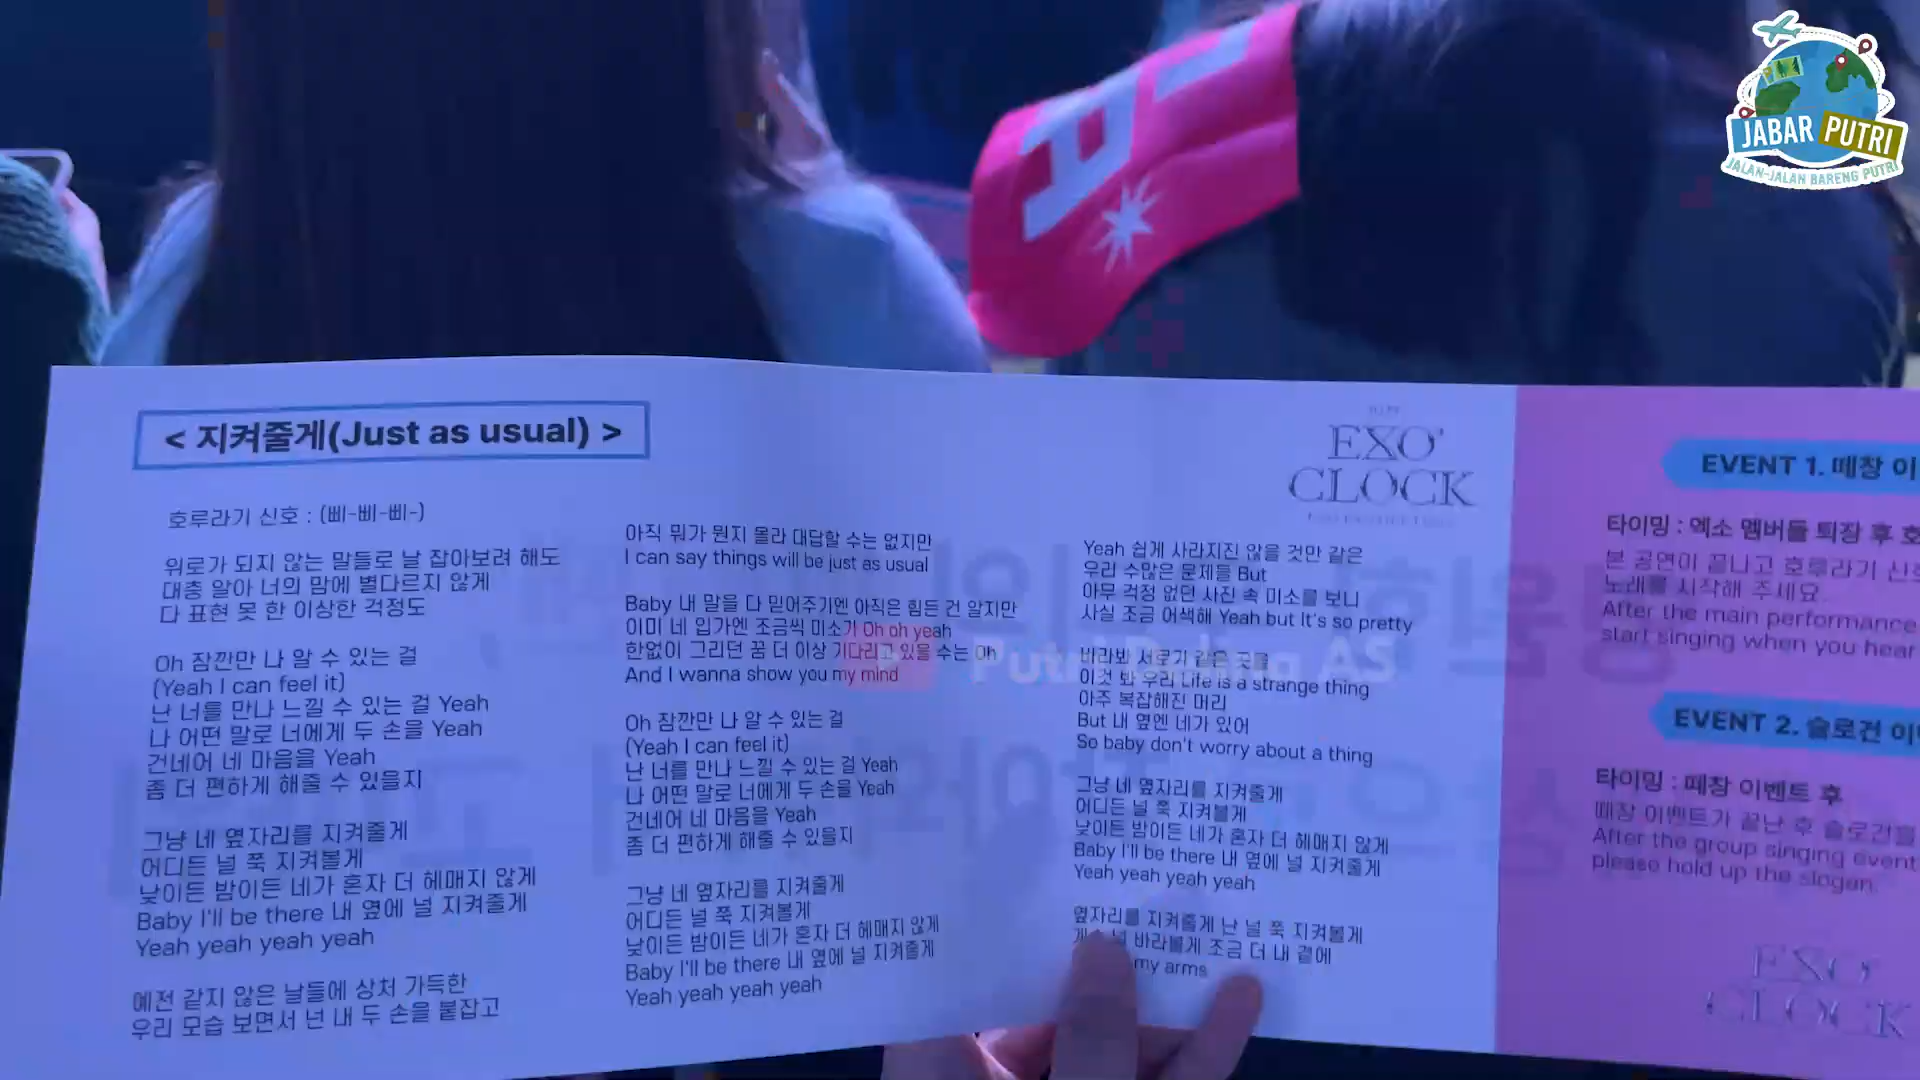 JABAR PUTRI
JALAN-JALAN BARENG PUTRI
< 지켜줄게(Just as usual) >
호루라기 신호 : (삐-삐-삐-)
위로가 되지 않는 말들로 날 잡아보려 해도
대충 알아 너의 맘에 별다르지 않게
다 표현 못 한 이상한 걱정도
Oh 잠깐만 나 알 수 있는 걸
(Yeah I can feel it)
난 너를 만나 느낄 수 있는 걸 Yeah
나 어떤 말로 너에게 두 손을 Yeah
건네어 네 마음을 Yeah
좀 더 편하게 해줄 수 있을지
그냥 네 옆자리를 지켜줄게
어디든 널 쭉 지켜볼게
낮이든 밤이든 네가 혼자 더 헤매지 않게
Baby I'll be there 내 옆에 널 지켜줄게
Yeah yeah yeah yeah
예전 같지 않은 날들에 상처 가득한
우리 모습 보면서 넌 내 두 손을 붙잡고
아직 뭐가 뭔지 몰라 대답할 수는 없지만
I can say things will be just as usual
Baby 내 말을 다 믿어주기엔 아직은 힘든 건 알지만
이미 네 입가엔 조금씩 미소가 Oh oh yeah
한없이 그리던 꿈 더 이상 기다리고 있을 수는 Oh
And I wanna show you my mind
Oh 잠깐만 나 알 수 있는 걸
(Yeah I can feel it)
난 너를 만나 느낄 수 있는 걸 Yeah
나 어떤 말로 너에게 두 손을 Yeah
건네어 네 마음을 Yeah
좀 더 편하게 해줄 수 있을지
그냥 네 옆자리를 지켜줄게
어디든 널 쭉 지켜볼게
낮이든 밤이든 네가 혼자 더 헤매지 않게
Baby I'll be there 내 옆에 널 지켜줄게
Yeah yeah yeah yeah
EXO'
CLOCK
Yeah 쉽게 사라지진 않을 것만 같은
우리 수많은 문제들 But
아무 걱정 없던 사진 속 미소를 보니
사실 조금 어색해 Yeah but It's so pretty
바라봐 서로가 같은 곳을
이것 봐 우리 Life is a strange thing
아주 복잡해진 머리
But 내 옆엔 네가 있어
So baby don't worry about a thing
그냥 네 옆자리를 지켜줄게
어디든 널 쭉 지켜볼게
낮이든 밤이든 네가 혼자 더 헤매지 않게
Baby I'll be there 내 옆에 널 지켜줄게
Yeah yeah yeah yeah
옆자리를 지켜줄게 난 널 쭉 지켜볼게
널 바라볼게 조금 더 내 곁에
my arms
Putri AS
EVENT 1. 떼창 이
타이밍 : 엑소 멤버들 퇴장 후 호
본 공연이 끝나고 호루라기 신호
노래를 시작해 주세요.
After the main performance
start singing when you hear
EVENT 2. 슬로건 이
타이밍 : 떼창 이벤트 후
떼창 이벤트가 끝난 후 슬로건을
After the group singing event
please hold up the slogan.
EXO'
CLOCK